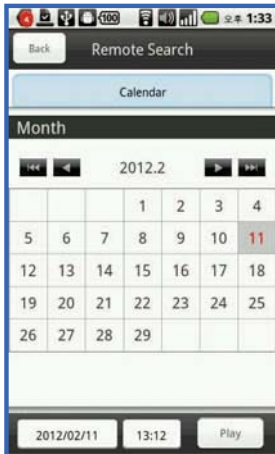 100 오후 1:33
Back Remote Search
Calendar
Month
2012.2
1 2 3 4
5 6 7 8 9 10 11
12 13 14 15 16 17 18
19 20 21 22 23 24 25
26 27 28 29
2012/02/11 13:12 Play